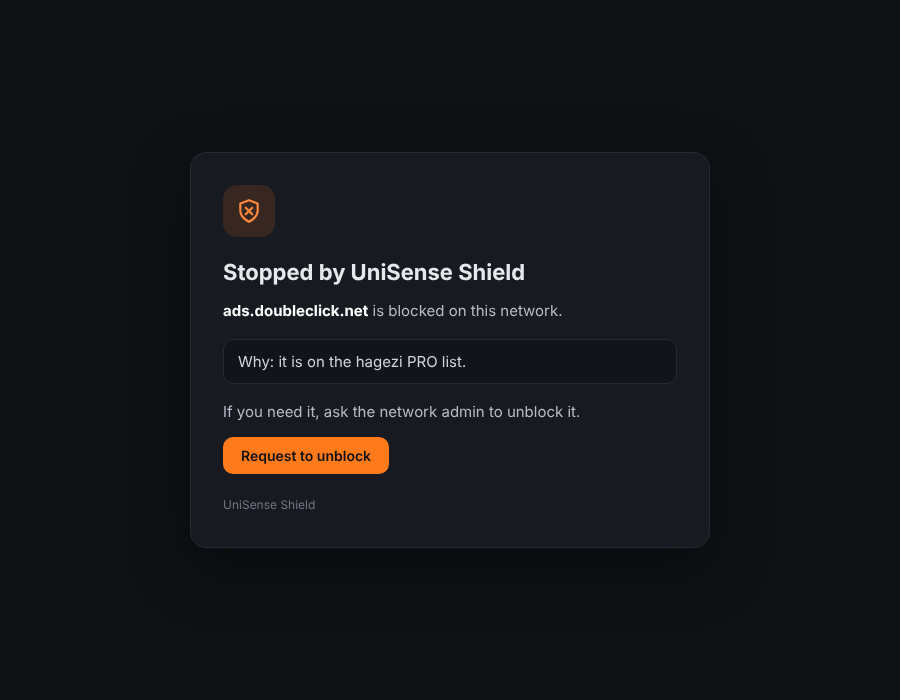 Stopped by UniSense Shield
ads.doubleclick.net is blocked on this network.
Why: it is on the hagezi PRO list.
If you need it, ask the network admin to unblock it.
Request to unblock
UniSense Shield